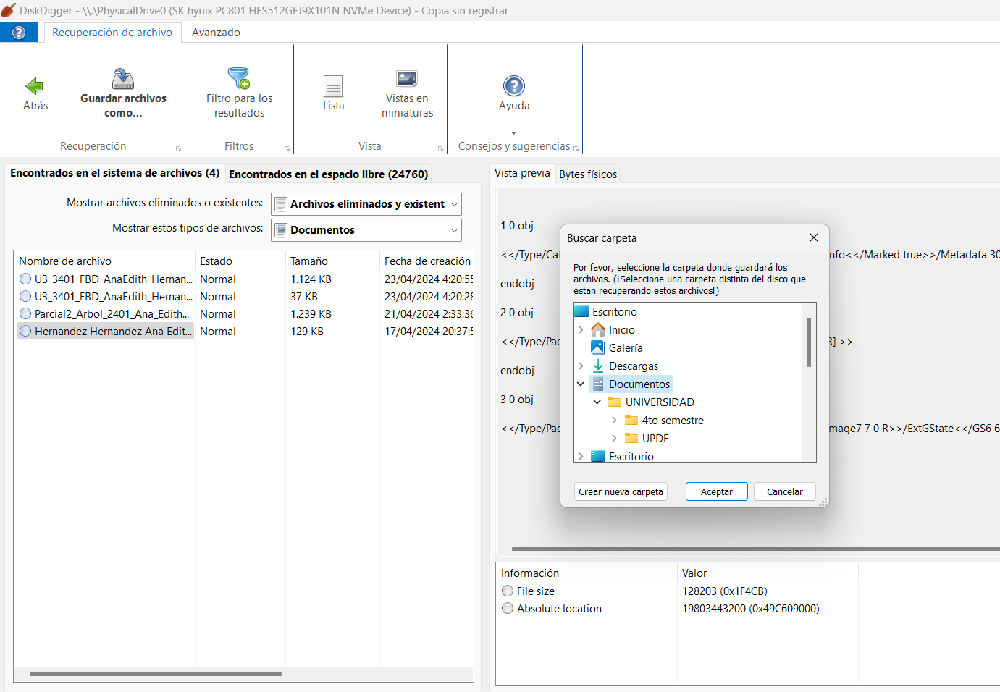 DiskDigger - \\.\PhysicalDrive0 (SK hynix PC801 HFS512GEJ9X101N NVMe Device) - Copia sin registrar
Recuperación de archivo
Avanzado
Atrás
Guardar archivos
como...
Recuperación
Filtro para los
resultados
Filtros
Lista
Vistas en
miniaturas
Vista
Ayuda
Consejos y sugerencias
Encontrados en el sistema de archivos (4)
Encontrados en el espacio libre (24760)
Mostrar archivos eliminados o existentes:
Archivos eliminados y existent
Mostrar estos tipos de archivos:
Documentos
Nombre de archivo Estado Tamaño Fecha de creación
U3_3401_FBD_AnaEdith_Hernan... Normal 1.124 KB 23/04/2024 4:20:55
U3_3401_FBD_AnaEdith_Hernan... Normal 37 KB 23/04/2024 4:20:28
Parcial2_Arbol_2401_Ana_Edith... Normal 1.239 KB 21/04/2024 2:33:36
Hernandez Hernandez Ana Edit... Normal 129 KB 17/04/2024 20:37:5
Vista previa
Bytes físicos
1 0 obj
<</Type/Cat
nfo<</Marked true>>/Metadata 30
endobj
2 0 obj
<</Type/Pag
R] >>
endobj
3 0 obj
<</Type/Pag
mage7 7 0 R>>/ExtGState<</GS6 6
Buscar carpeta
Por favor, seleccione la carpeta donde guardará los
archivos. (¡Seleccione una carpeta distinta del disco que
estan recuperando estos archivos!)
Escritorio
Inicio
Galería
Descargas
Documentos
UNIVERSIDAD
4to semestre
UPDF
Escritorio
Crear nueva carpeta
Aceptar
Cancelar
Información Valor
File size 128203 (0x1F4CB)
Absolute location 19803443200 (0x49C609000)